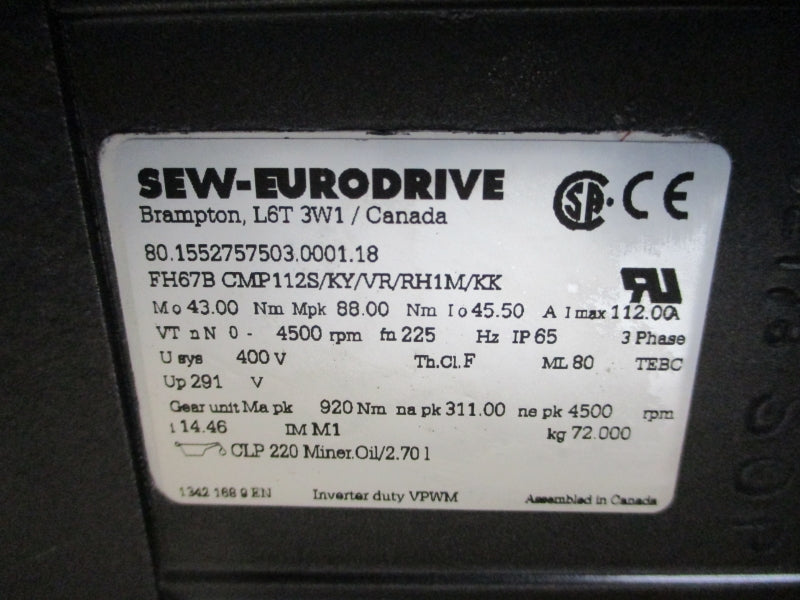 SEW-EURODRIVE
Brampton, L6T 3W1 / Canada
80.1552757503.0001.18
FH67B CMP112S/KY/VR/RH1M/KK
Mo 43.00 Nm Mpk 88.00 Nm Io 45.50 A Imax 112.00A
VT nN 0 - 4500 rpm fn 225 Hz IP 65 3 Phase
U sys 400 V Th.Cl.F ML 80 TEBC
Up 291 V
Gear unit Ma pk 920 Nm na pk 311.00 ne pk 4500 rpm
i 14.46 IM M1 kg 72.000
CLP 220 Miner.Oil/2.70 l
1342 168 9 EN Inverter duty VPWM Assembled in Canada